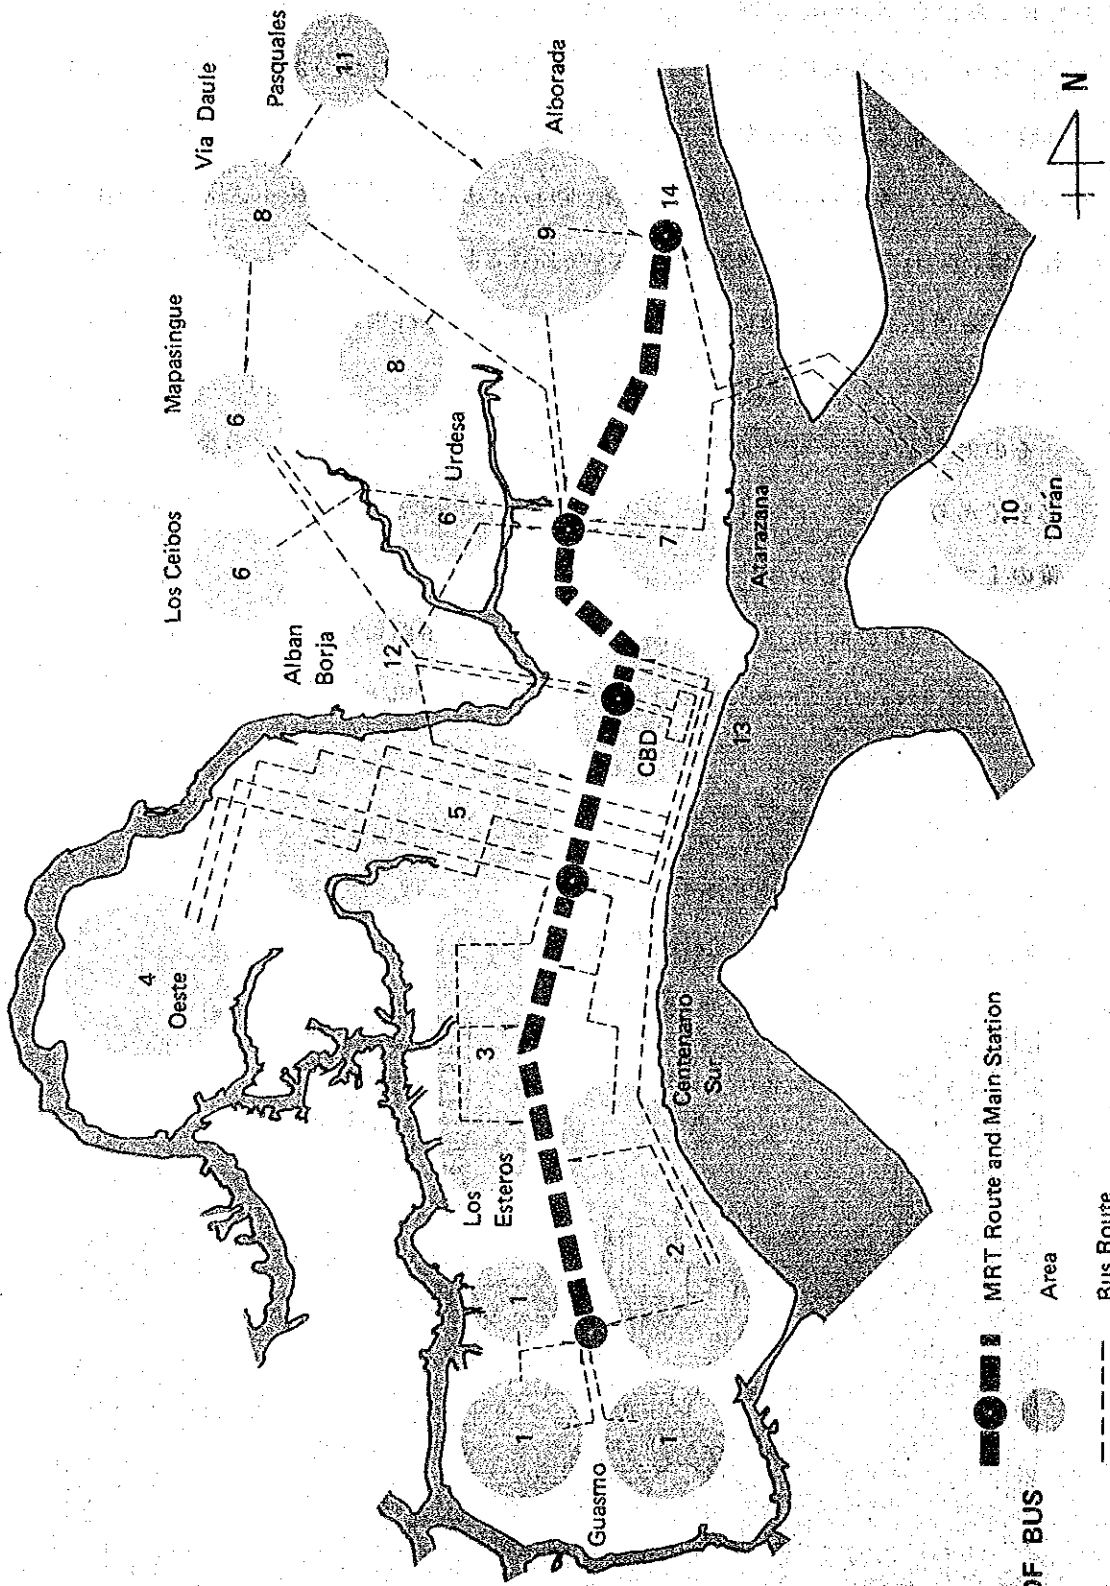 Pasquales
11
Via Daule
8
Alborada
9
14
N
Mapasingue
6
8
Urdesa
6
Los Ceibos
6
Alban
Borja
12
7
Atarazana
10
Durán
CBD
13
5
4
Oeste
3
Centenario
Sur
Los
Esteros
2
1
1
1
Guasmo
MRT Route and Main Station
Area
Bus Route
OF BUS